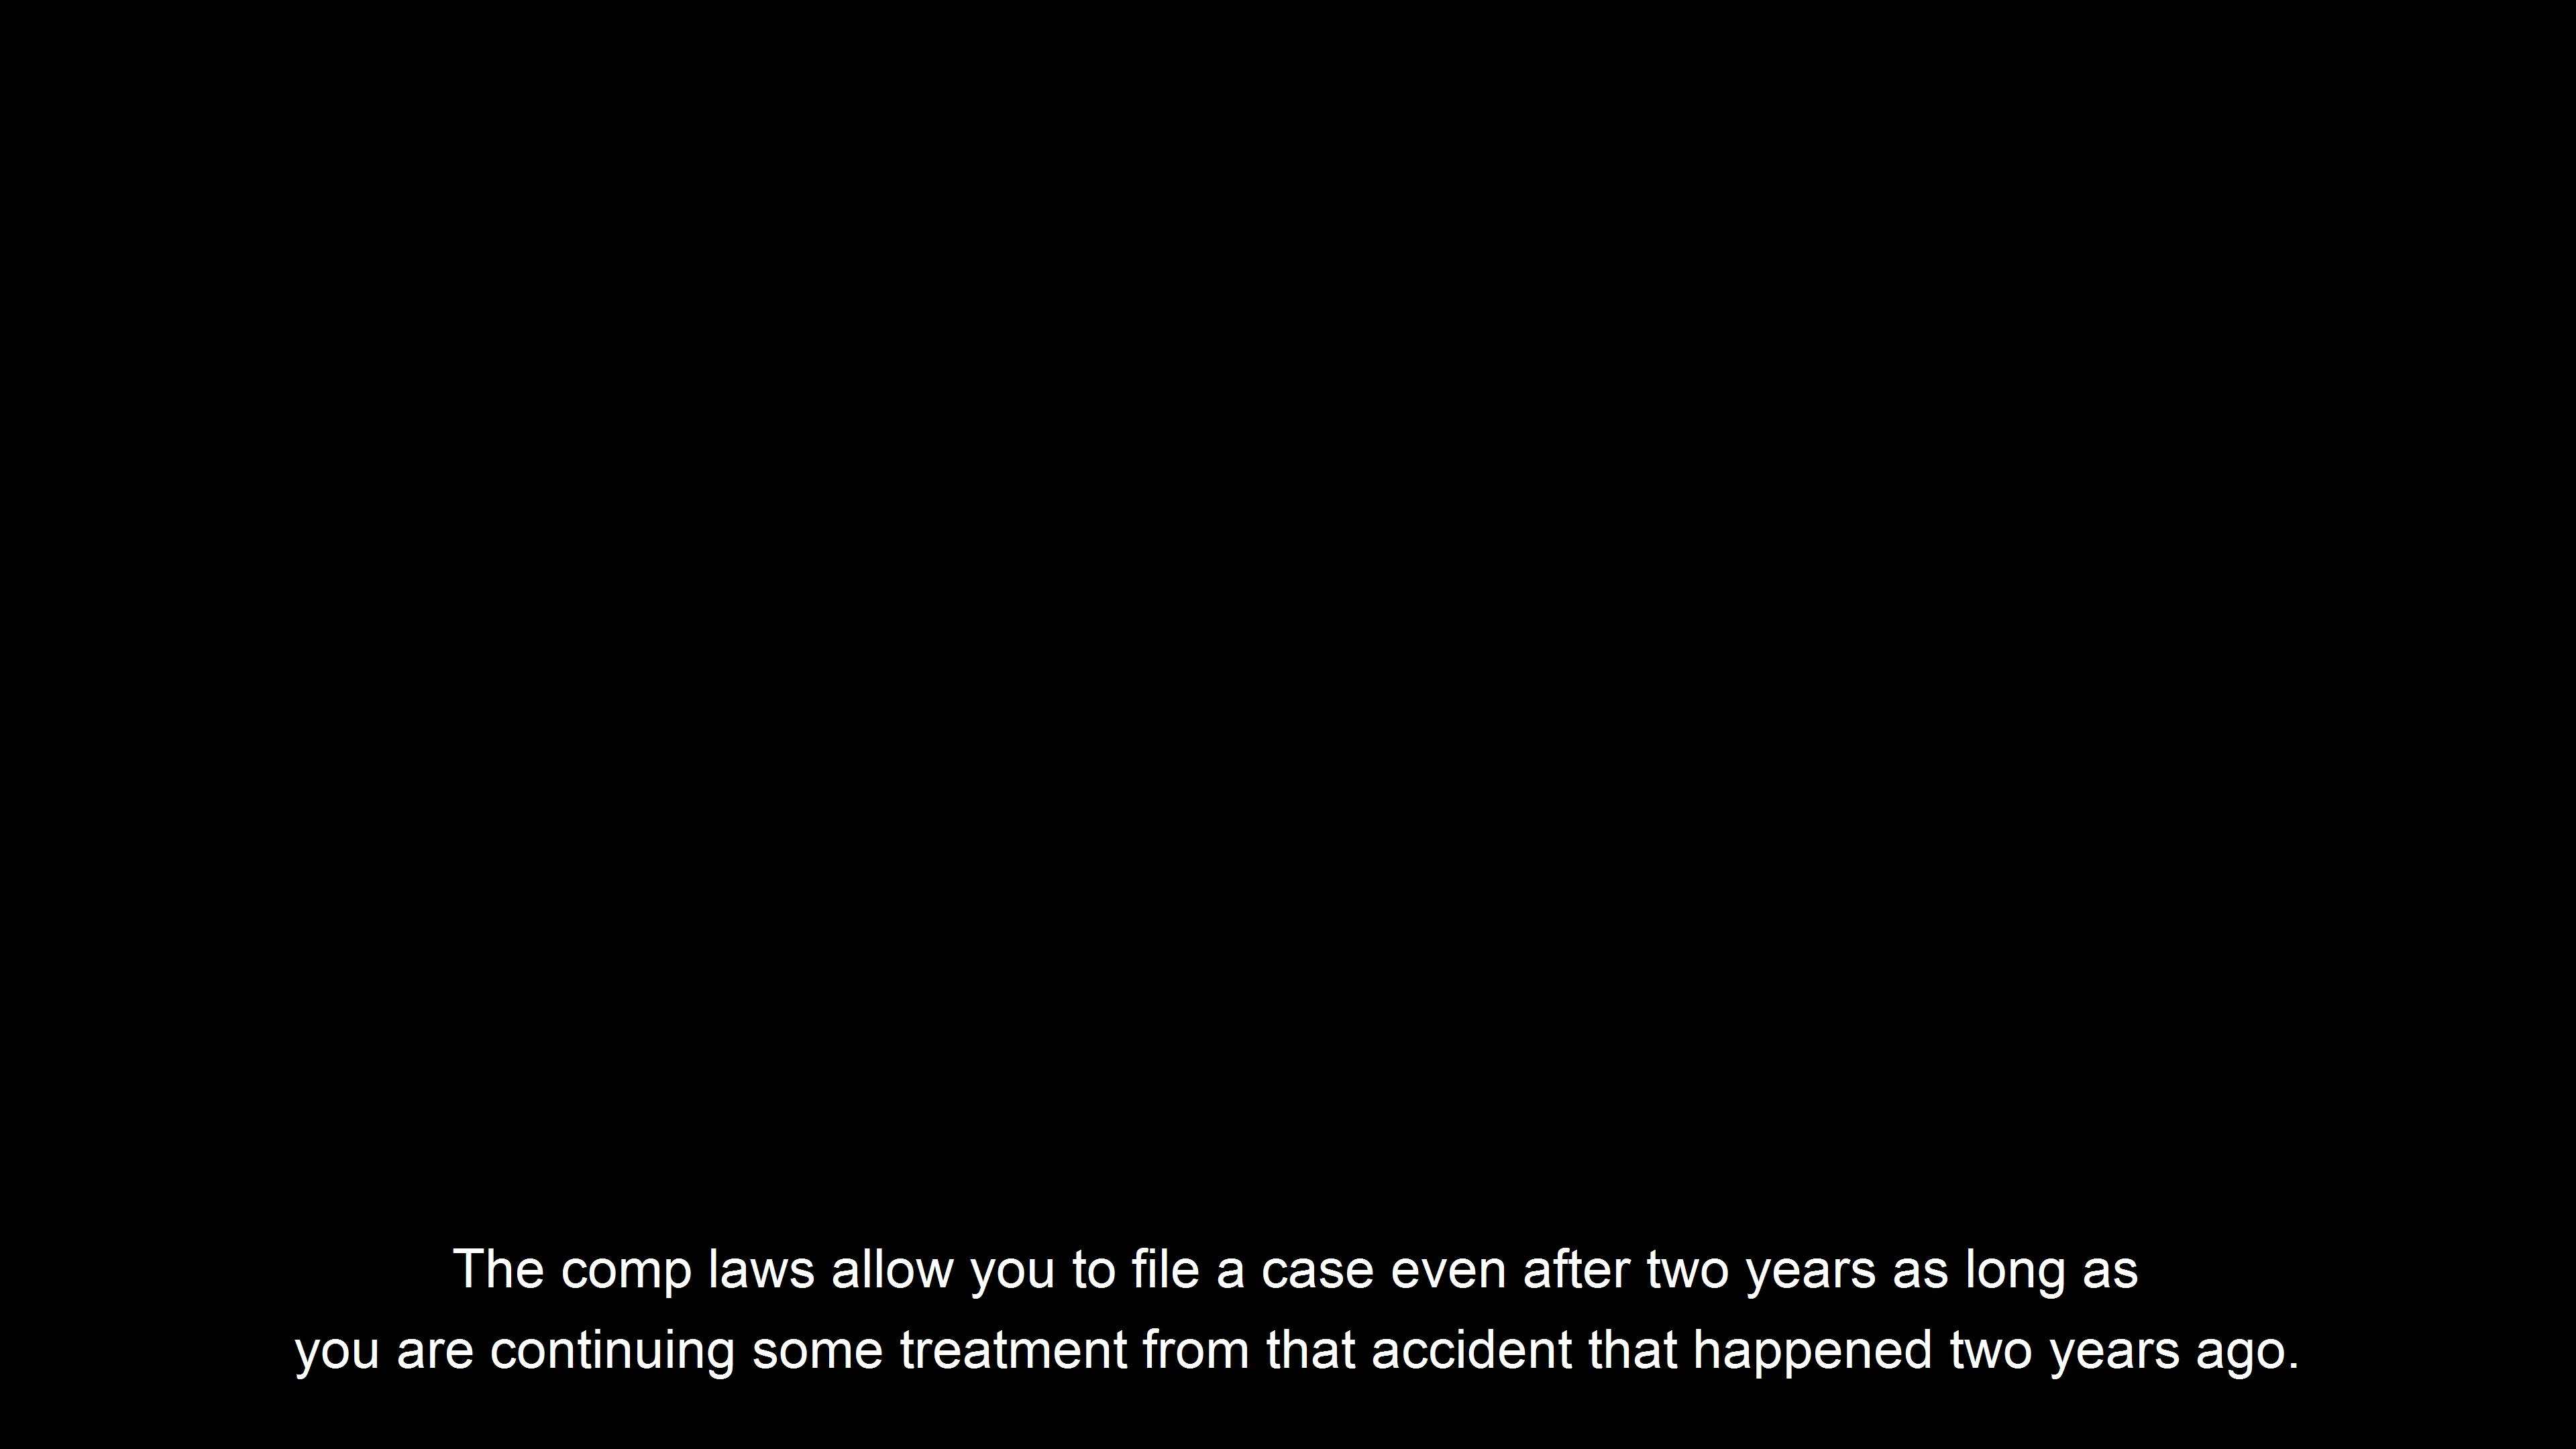 The comp laws allow you to file a case even after two years as long as
you are continuing some treatment from that accident that happened two years ago.